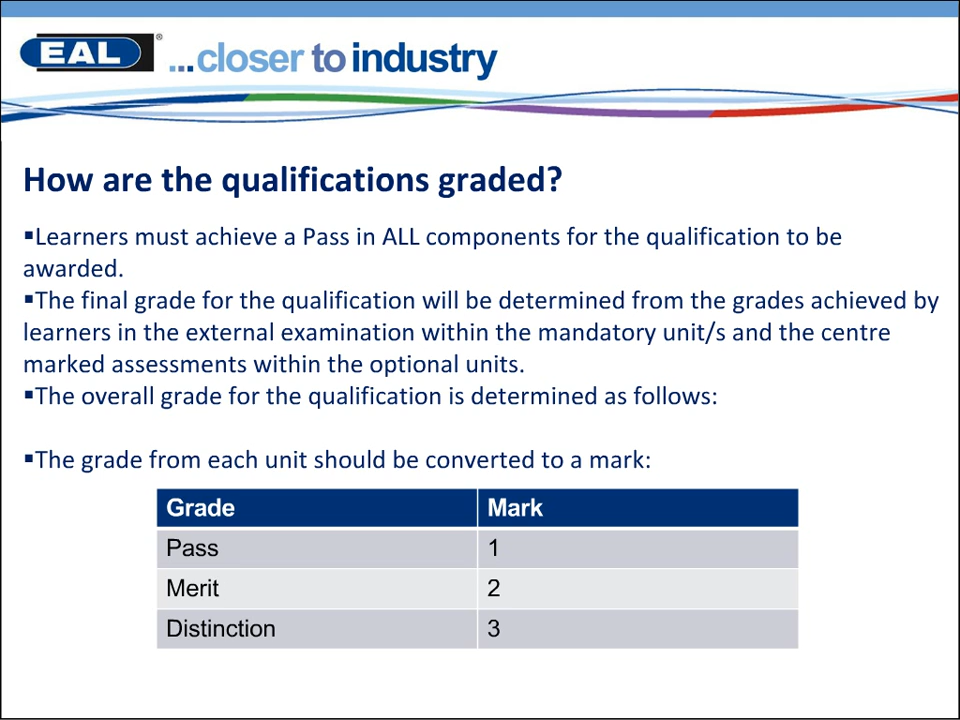 EAL® ...closer to industry
How are the qualifications graded?
▪Learners must achieve a Pass in ALL components for the qualification to be
awarded.
▪The final grade for the qualification will be determined from the grades achieved by
learners in the external examination within the mandatory unit/s and the centre
marked assessments within the optional units.
▪The overall grade for the qualification is determined as follows:
▪The grade from each unit should be converted to a mark:
Grade Mark
Pass 1
Merit 2
Distinction 3